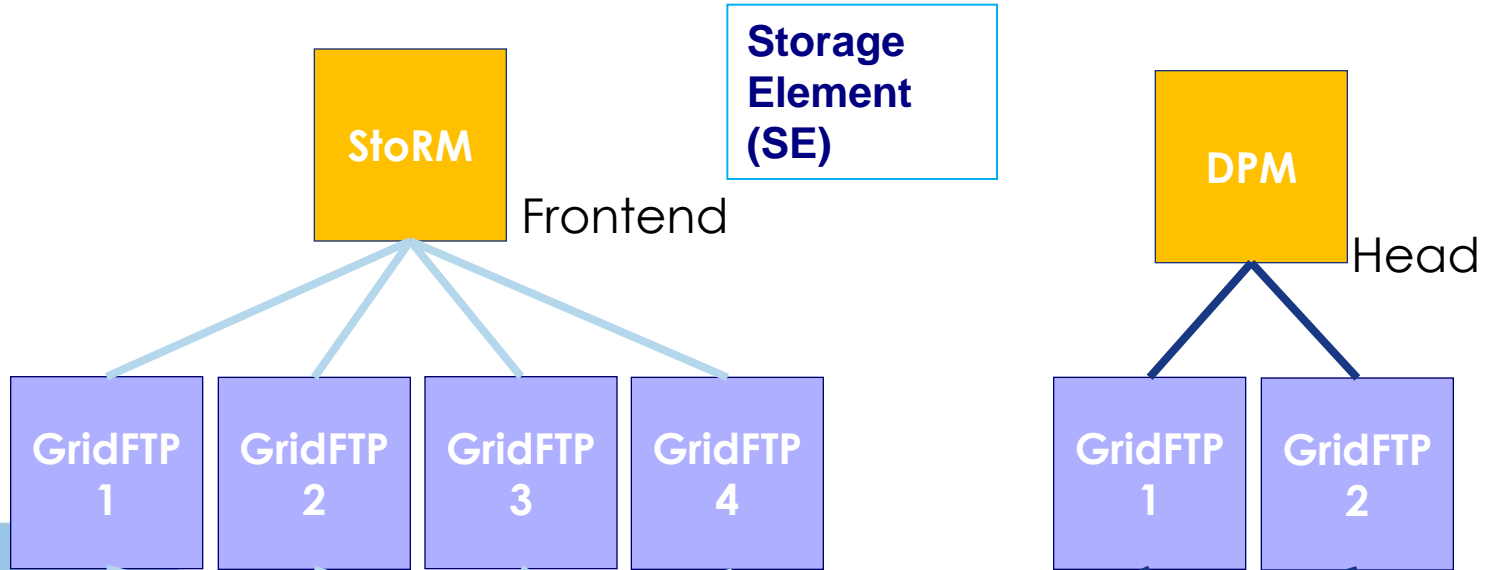 Storage
Element
(SE)
StoRM
Frontend
DPM
Head
GridFTP
1
GridFTP
2
GridFTP
3
GridFTP
4
GridFTP
1
GridFTP
2